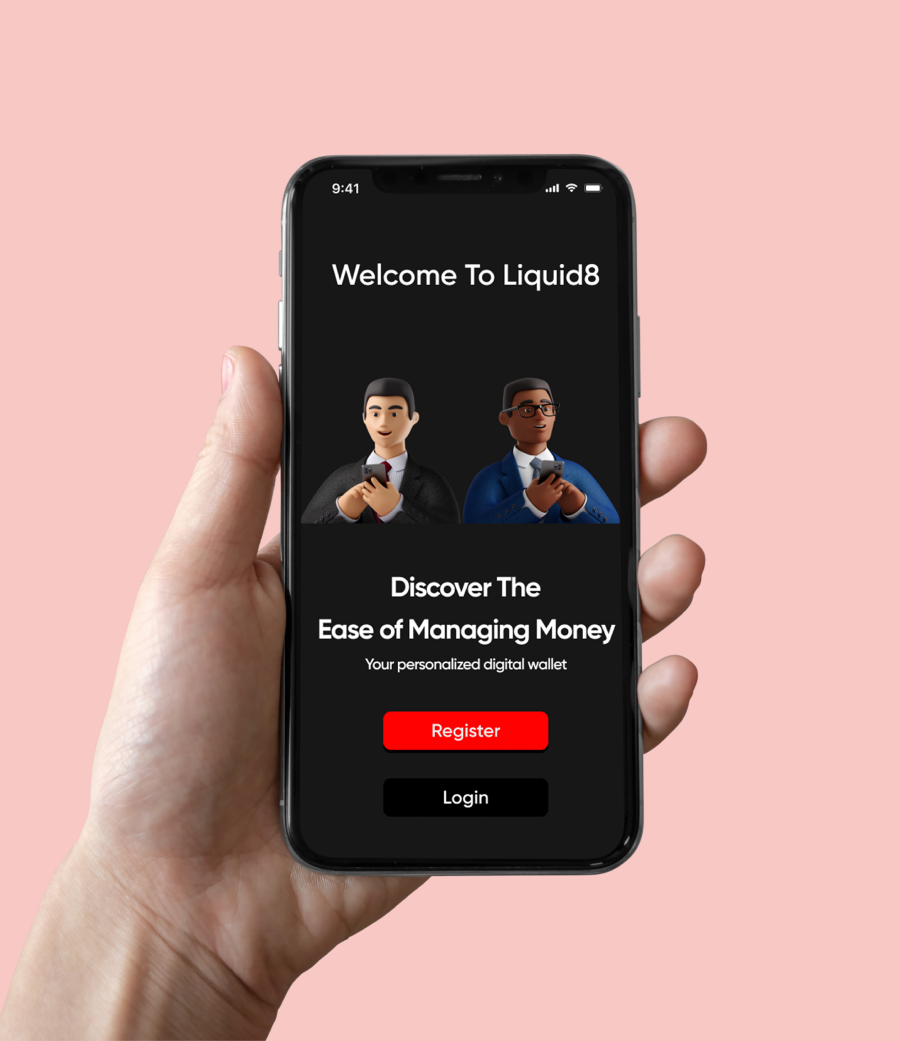 9:41
Welcome To Liquid8
Discover The
Ease of Managing Money
Your personalized digital wallet
Register
Login